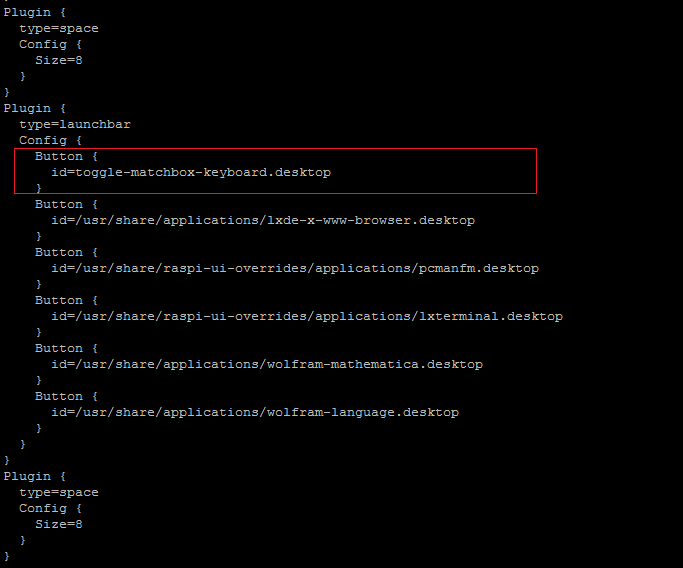 Plugin {
  type=space
  Config {
    Size=8
  }
}
Plugin {
  type=launchbar
  Config {
    Button {
      id=toggle-matchbox-keyboard.desktop
    }
    Button {
      id=/usr/share/applications/lxde-x-www-browser.desktop
    }
    Button {
      id=/usr/share/raspi-ui-overrides/applications/pcmanfm.desktop
    }
    Button {
      id=/usr/share/raspi-ui-overrides/applications/lxterminal.desktop
    }
    Button {
      id=/usr/share/applications/wolfram-mathematica.desktop
    }
    Button {
      id=/usr/share/applications/wolfram-language.desktop
    }
  }
}
Plugin {
  type=space
  Config {
    Size=8
  }
}